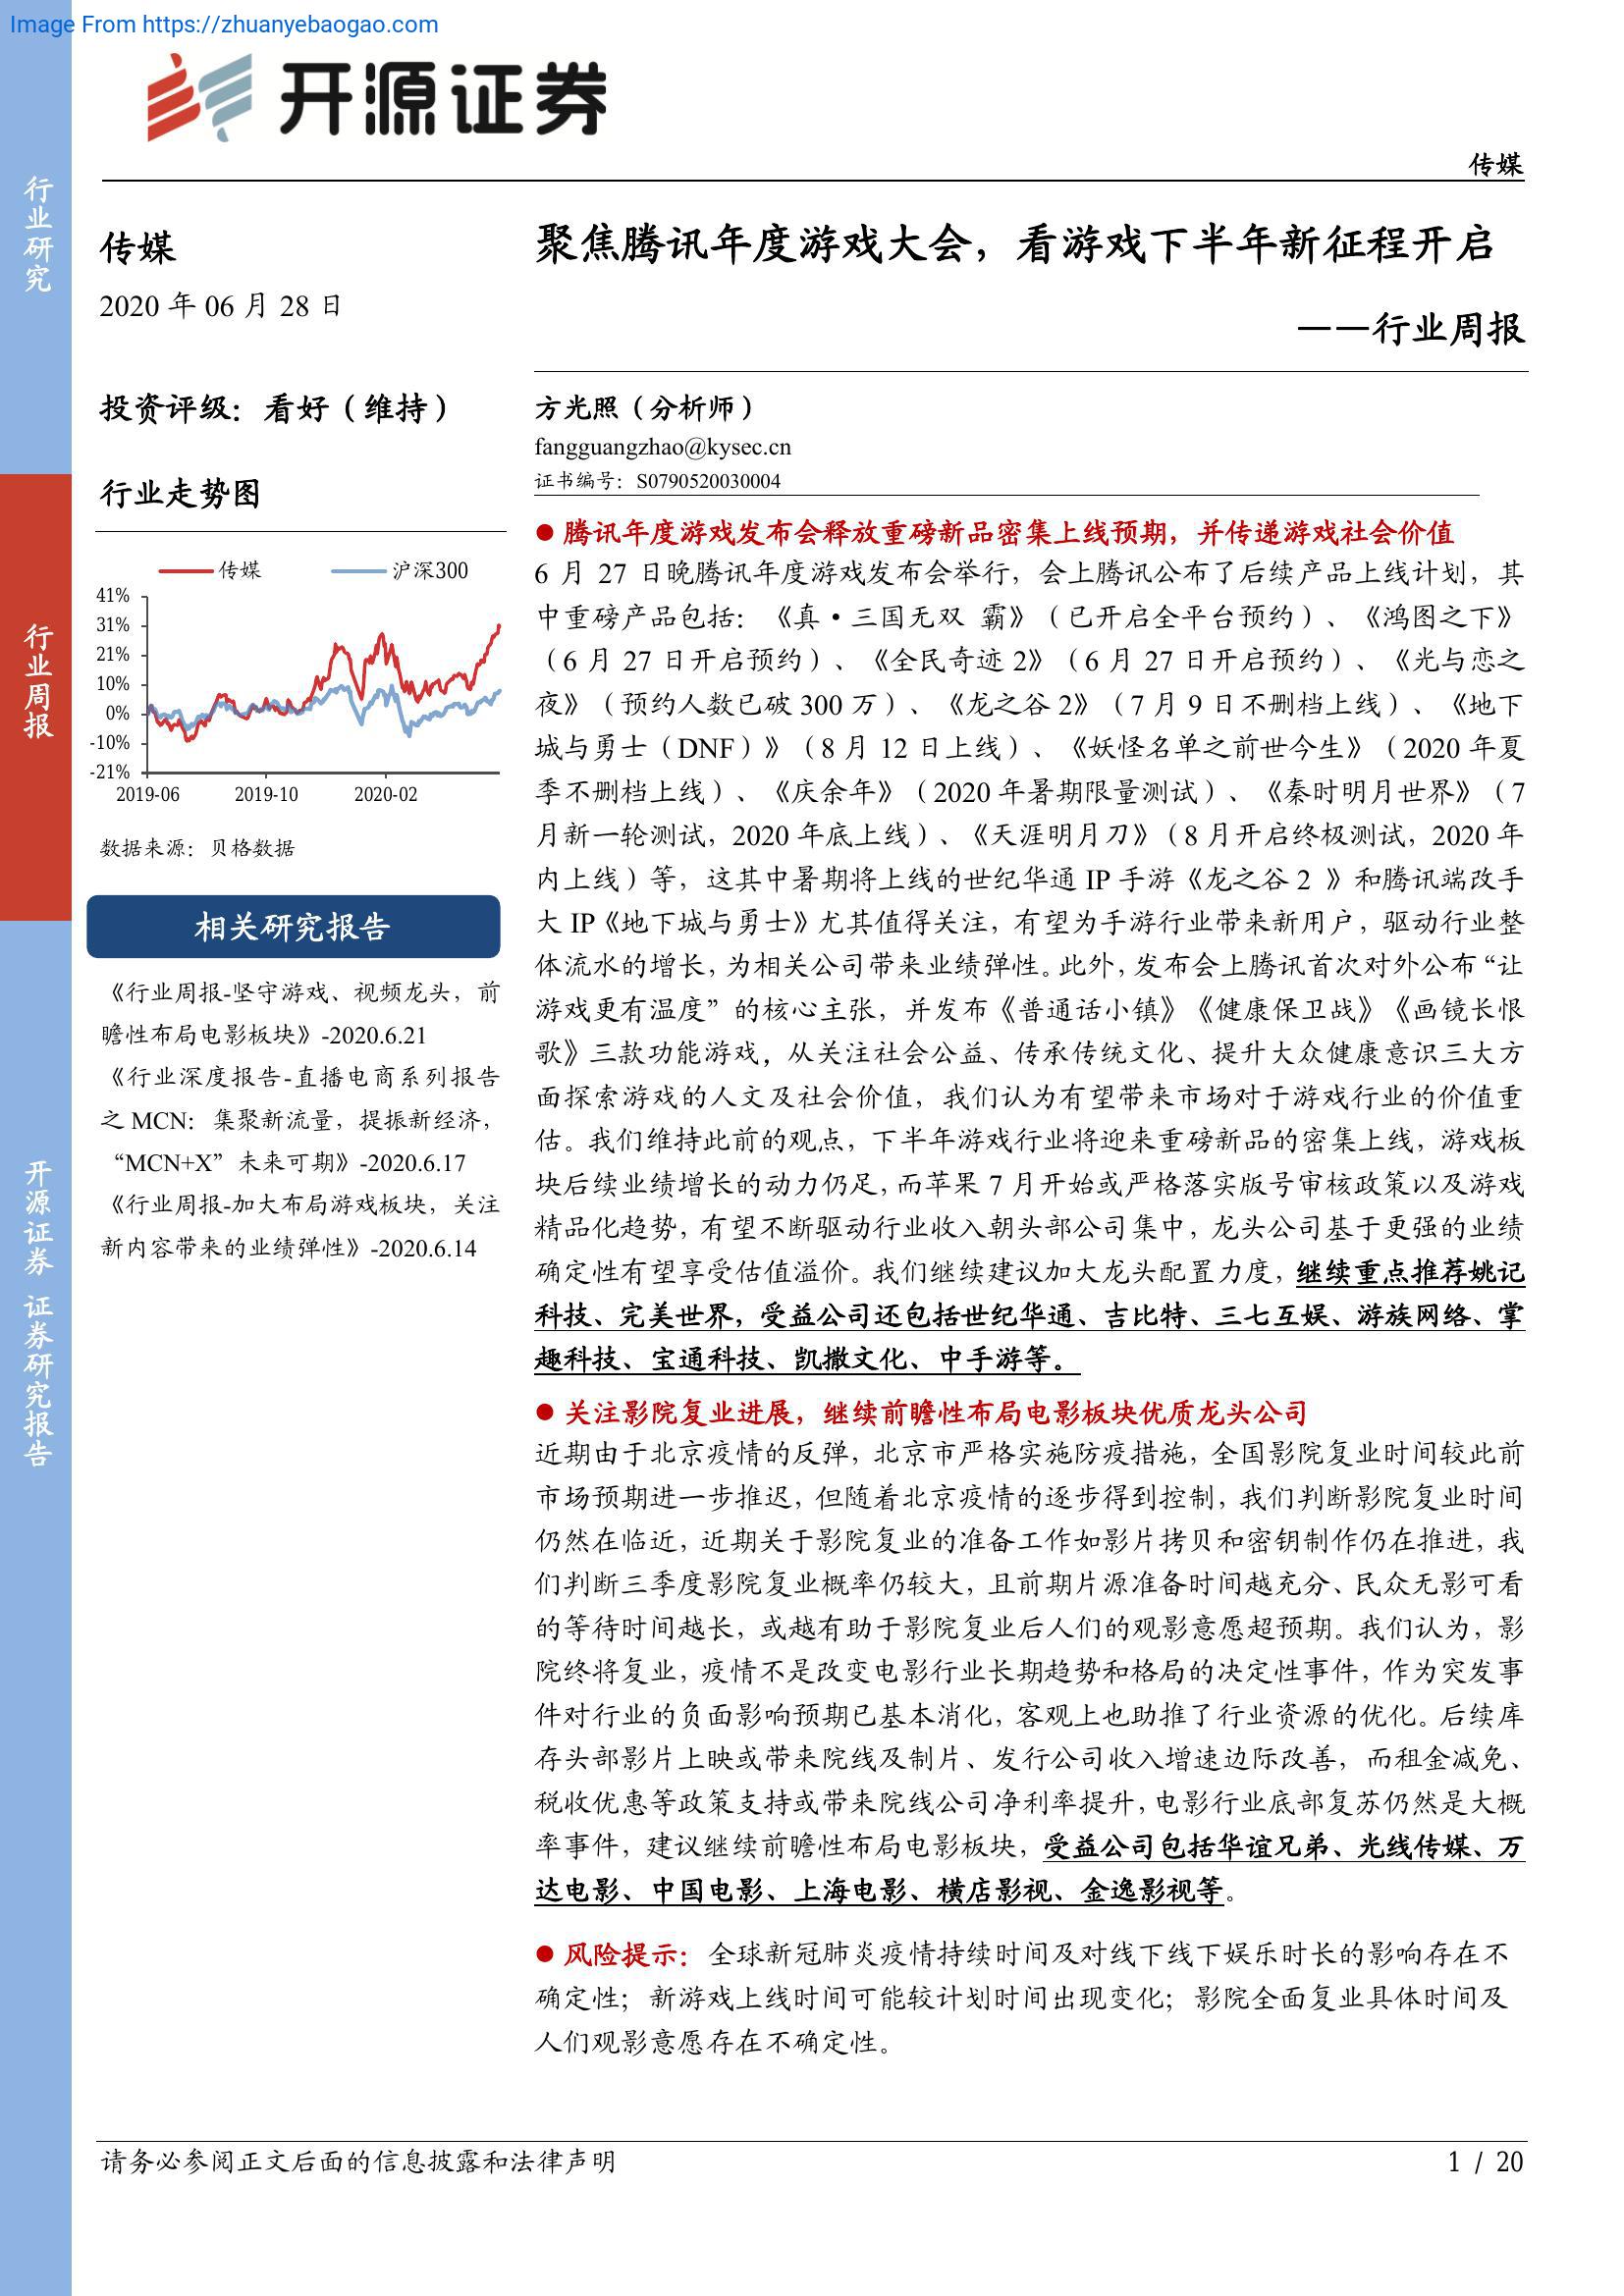 Image From https://zhuanyebaogao.com
开源证券
传媒
行业研究
行业周报
开源证券 证券研究报告
传媒
2020 年 06 月 28 日
投资评级：看好（维持）
行业走势图
传媒 沪深300
41%
31%
21%
10%
0%
-10%
-21%
2019-06 2019-10 2020-02
数据来源：贝格数据
相关研究报告
《行业周报-坚守游戏、视频龙头，前
瞻性布局电影板块》-2020.6.21
《行业深度报告-直播电商系列报告
之 MCN：集聚新流量，提振新经济，
“MCN+X”未来可期》-2020.6.17
《行业周报-加大布局游戏板块，关注
新内容带来的业绩弹性》-2020.6.14
聚焦腾讯年度游戏大会，看游戏下半年新征程开启
——行业周报
方光照（分析师）
fangguangzhao@kysec.cn
证书编号：S0790520030004
● 腾讯年度游戏发布会释放重磅新品密集上线预期，并传递游戏社会价值
6 月 27 日晚腾讯年度游戏发布会举行，会上腾讯公布了后续产品上线计划，其
中重磅产品包括：《真·三国无双 霸》（已开启全平台预约）、《鸿图之下》
（6 月 27 日开启预约）、《全民奇迹 2》（6 月 27 日开启预约）、《光与恋之
夜》（预约人数已破 300 万）、《龙之谷 2》（7 月 9 日不删档上线）、《地下
城与勇士（DNF）》（8 月 12 日上线）、《妖怪名单之前世今生》（2020 年夏
季不删档上线）、《庆余年》（2020 年暑期限量测试）、《秦时明月世界》（7
月新一轮测试，2020 年底上线）、《天涯明月刀》（8 月开启终极测试，2020 年
内上线）等，这其中暑期将上线的世纪华通 IP 手游《龙之谷 2 》和腾讯端改手
大 IP《地下城与勇士》尤其值得关注，有望为手游行业带来新用户，驱动行业整
体流水的增长，为相关公司带来业绩弹性。此外，发布会上腾讯首次对外公布“让
游戏更有温度”的核心主张，并发布《普通话小镇》《健康保卫战》《画镜长恨
歌》三款功能游戏，从关注社会公益、传承传统文化、提升大众健康意识三大方
面探索游戏的人文及社会价值，我们认为有望带来市场对于游戏行业的价值重
估。我们维持此前的观点，下半年游戏行业将迎来重磅新品的密集上线，游戏板
块后续业绩增长的动力仍足，而苹果 7 月开始或严格落实版号审核政策以及游戏
精品化趋势，有望不断驱动行业收入朝头部公司集中，龙头公司基于更强的业绩
确定性有望享受估值溢价。我们继续建议加大龙头配置力度，继续重点推荐姚记
科技、完美世界，受益公司还包括世纪华通、吉比特、三七互娱、游族网络、掌
趣科技、宝通科技、凯撒文化、中手游等。
● 关注影院复业进展，继续前瞻性布局电影板块优质龙头公司
近期由于北京疫情的反弹，北京市严格实施防疫措施，全国影院复业时间较此前
市场预期进一步推迟，但随着北京疫情的逐步得到控制，我们判断影院复业时间
仍然在临近，近期关于影院复业的准备工作如影片拷贝和密钥制作仍在推进，我
们判断三季度影院复业概率仍较大，且前期片源准备时间越充分、民众无影可看
的等待时间越长，或越有助于影院复业后人们的观影意愿超预期。我们认为，影
院终将复业，疫情不是改变电影行业长期趋势和格局的决定性事件，作为突发事
件对行业的负面影响预期已基本消化，客观上也助推了行业资源的优化。后续库
存头部影片上映或带来院线及制片、发行公司收入增速边际改善，而租金减免、
税收优惠等政策支持或带来院线公司净利率提升，电影行业底部复苏仍然是大概
率事件，建议继续前瞻性布局电影板块，受益公司包括华谊兄弟、光线传媒、万
达电影、中国电影、上海电影、横店影视、金逸影视等。
● 风险提示：全球新冠肺炎疫情持续时间及对线下线下娱乐时长的影响存在不
确定性；新游戏上线时间可能较计划时间出现变化；影院全面复业具体时间及
人们观影意愿存在不确定性。
请务必参阅正文后面的信息披露和法律声明
1 / 20